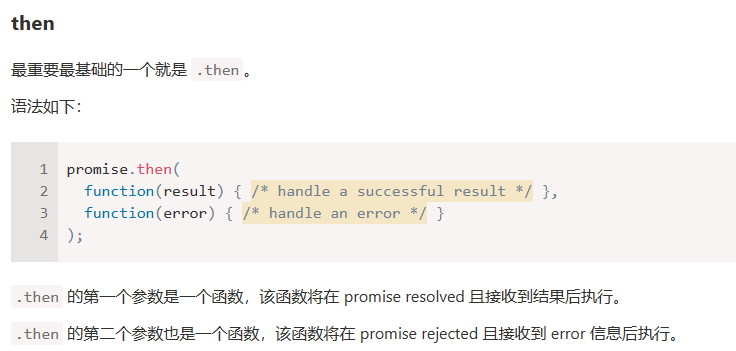 then
最重要最基础的一个就是 .then。
语法如下：
1 promise.then(
2   function(result) { /* handle a successful result */ },
3   function(error) { /* handle an error */ }
4 );
.then 的第一个参数是一个函数，该函数将在 promise resolved 且接收到结果后执行。
.then 的第二个参数也是一个函数，该函数将在 promise rejected 且接收到 error 信息后执行。